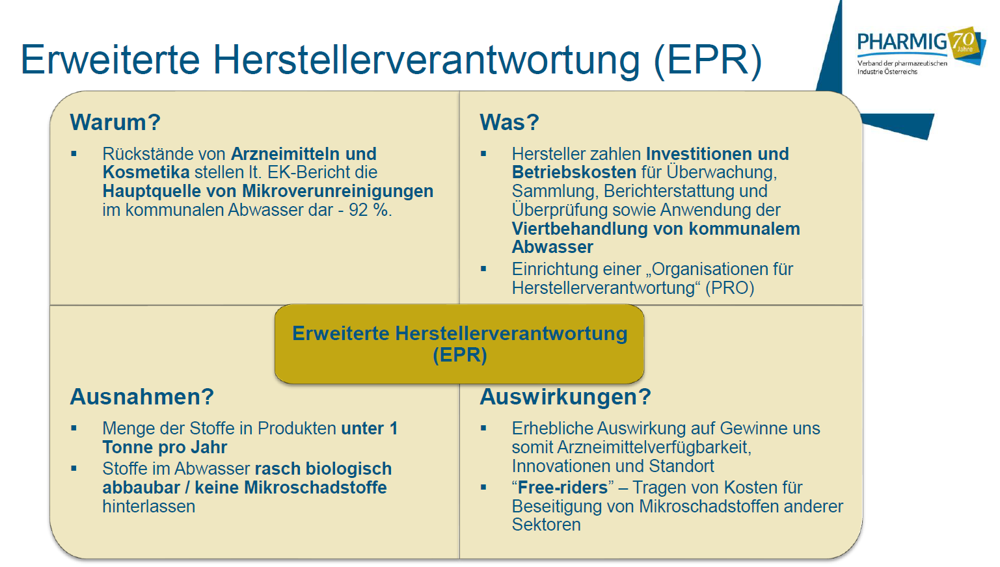 Erweiterte Herstellerverantwortung (EPR)
PHARMIG 70
Jahre
Verband der pharmazeutischen
Industrie Österreichs
Warum?
▪ Rückstände von Arzneimitteln und
Kosmetika stellen lt. EK-Bericht die
Hauptquelle von Mikroverunreinigungen
im kommunalen Abwasser dar - 92 %.
Was?
▪ Hersteller zahlen Investitionen und
Betriebskosten für Überwachung,
Sammlung, Berichterstattung und
Überprüfung sowie Anwendung der
Viertbehandlung von kommunalem
Abwasser
▪ Einrichtung einer „Organisationen für
Herstellerverantwortung“ (PRO)
Erweiterte Herstellerverantwortung
(EPR)
Ausnahmen?
▪ Menge der Stoffe in Produkten unter 1
Tonne pro Jahr
▪ Stoffe im Abwasser rasch biologisch
abbaubar / keine Mikroschadstoffe
hinterlassen
Auswirkungen?
▪ Erhebliche Auswirkung auf Gewinne uns
somit Arzneimittelverfügbarkeit,
Innovationen und Standort
▪ “Free-riders” – Tragen von Kosten für
Beseitigung von Mikroschadstoffen anderer
Sektoren